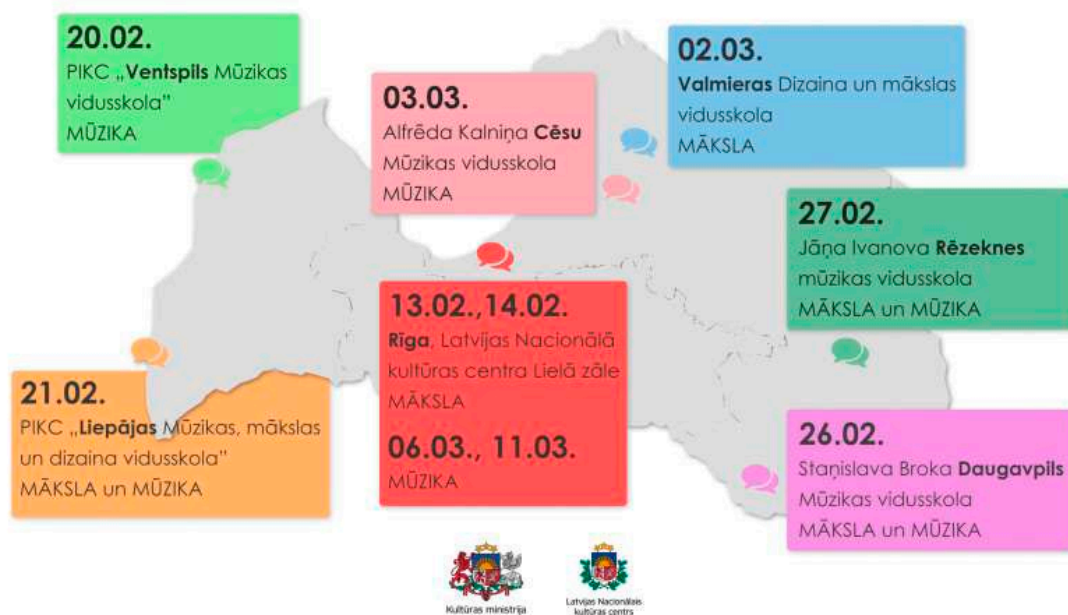 20.02.
PIKC „Ventspils Mūzikas
vidusskola”
MŪZIKA
03.03.
Alfrēda Kalniņa Cēsu
Mūzikas vidusskola
MŪZIKA
02.03.
Valmieras Dizaina un mākslas
vidusskola
MĀKSLA
27.02.
Jāņa Ivanova Rēzeknes
mūzikas vidusskola
MĀKSLA un MŪZIKA
13.02.,14.02.
Rīga, Latvijas Nacionālā
kultūras centra Lielā zāle
MĀKSLA
06.03., 11.03.
MŪZIKA
21.02.
PIKC „Liepājas Mūzikas, mākslas
un dizaina vidusskola”
MĀKSLA un MŪZIKA
26.02.
Staņislava Broka Daugavpils
Mūzikas vidusskola
MĀKSLA un MŪZIKA
Kultūras ministrija
Latvijas Nacionālais
kultūras centrs